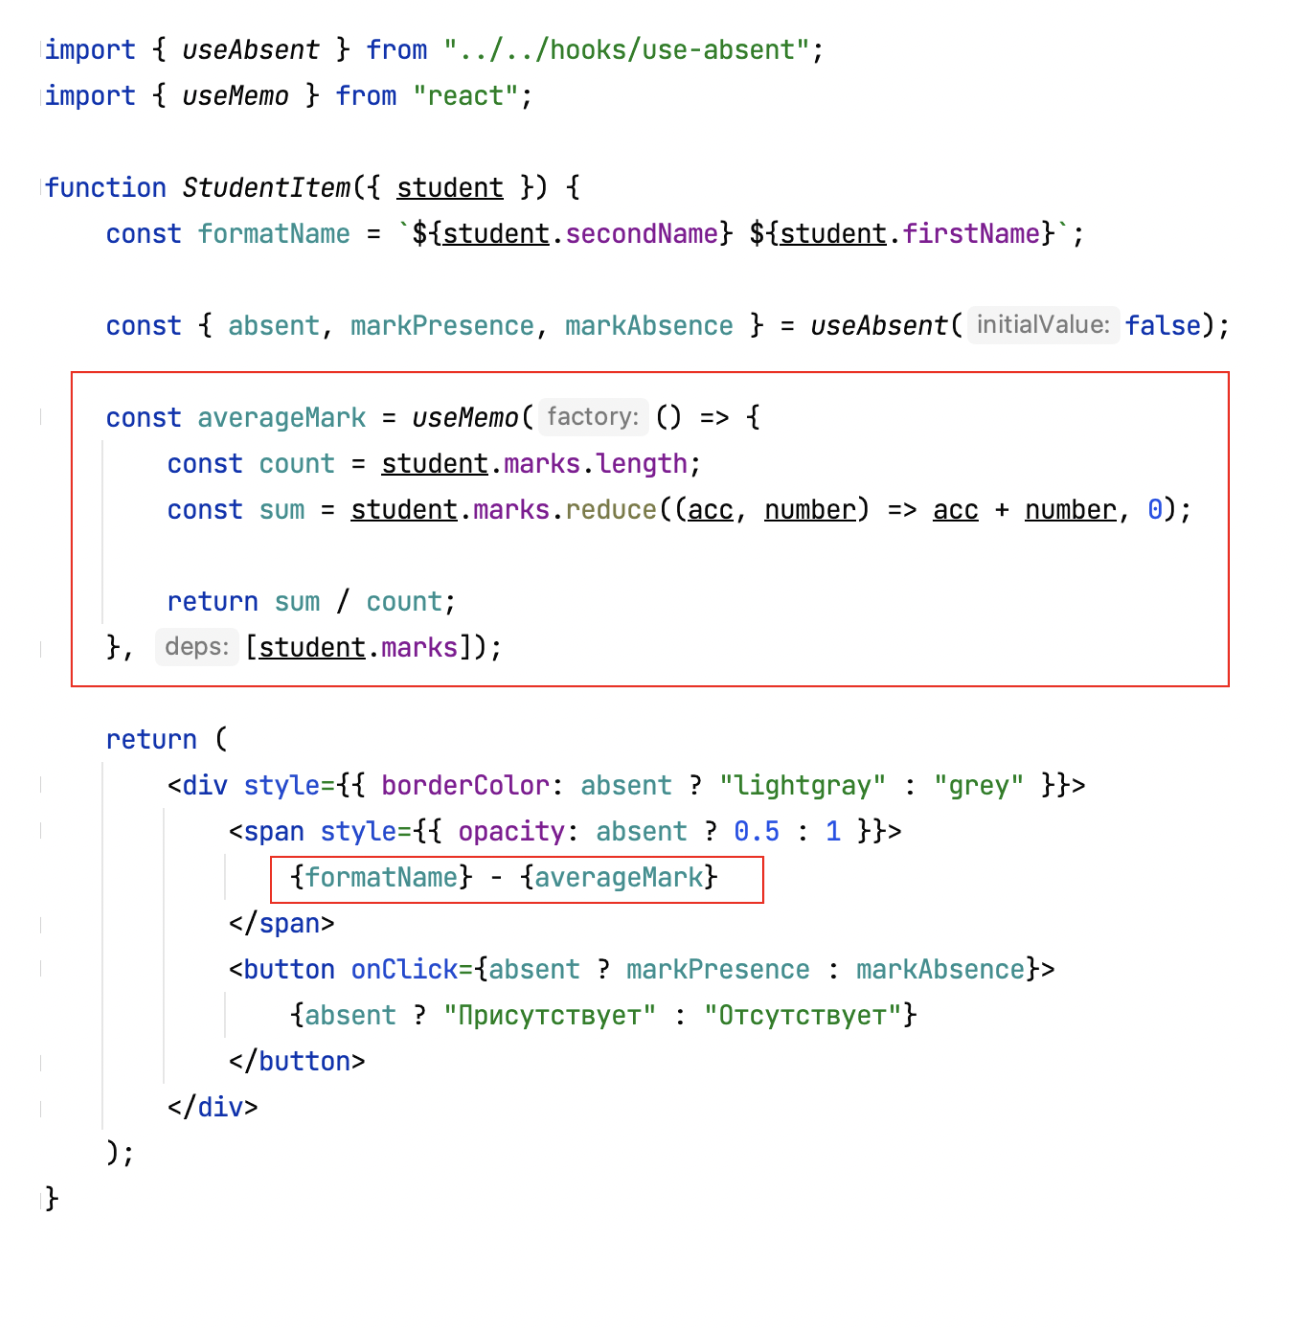 import { useAbsent } from "../../hooks/use-absent";
import { useMemo } from "react";
function StudentItem({ student }) {
const formatName = `${student.secondName} ${student.firstName}`;
const { absent, markPresence, markAbsence } = useAbsent( initialValue: false);
const averageMark = useMemo( factory: () => {
const count = student.marks.length;
const sum = student.marks.reduce((acc, number) => acc + number, 0);
return sum / count;
}, deps: [student.marks]);
return (
<div style={{ borderColor: absent ? "lightgray" : "grey" }}>
<span style={{ opacity: absent ? 0.5 : 1 }}>
{formatName} - {averageMark}
</span>
<button onClick={absent ? markPresence : markAbsence}>
{absent ? "Присутствует" : "Отсутствует"}
</button>
</div>
);
}